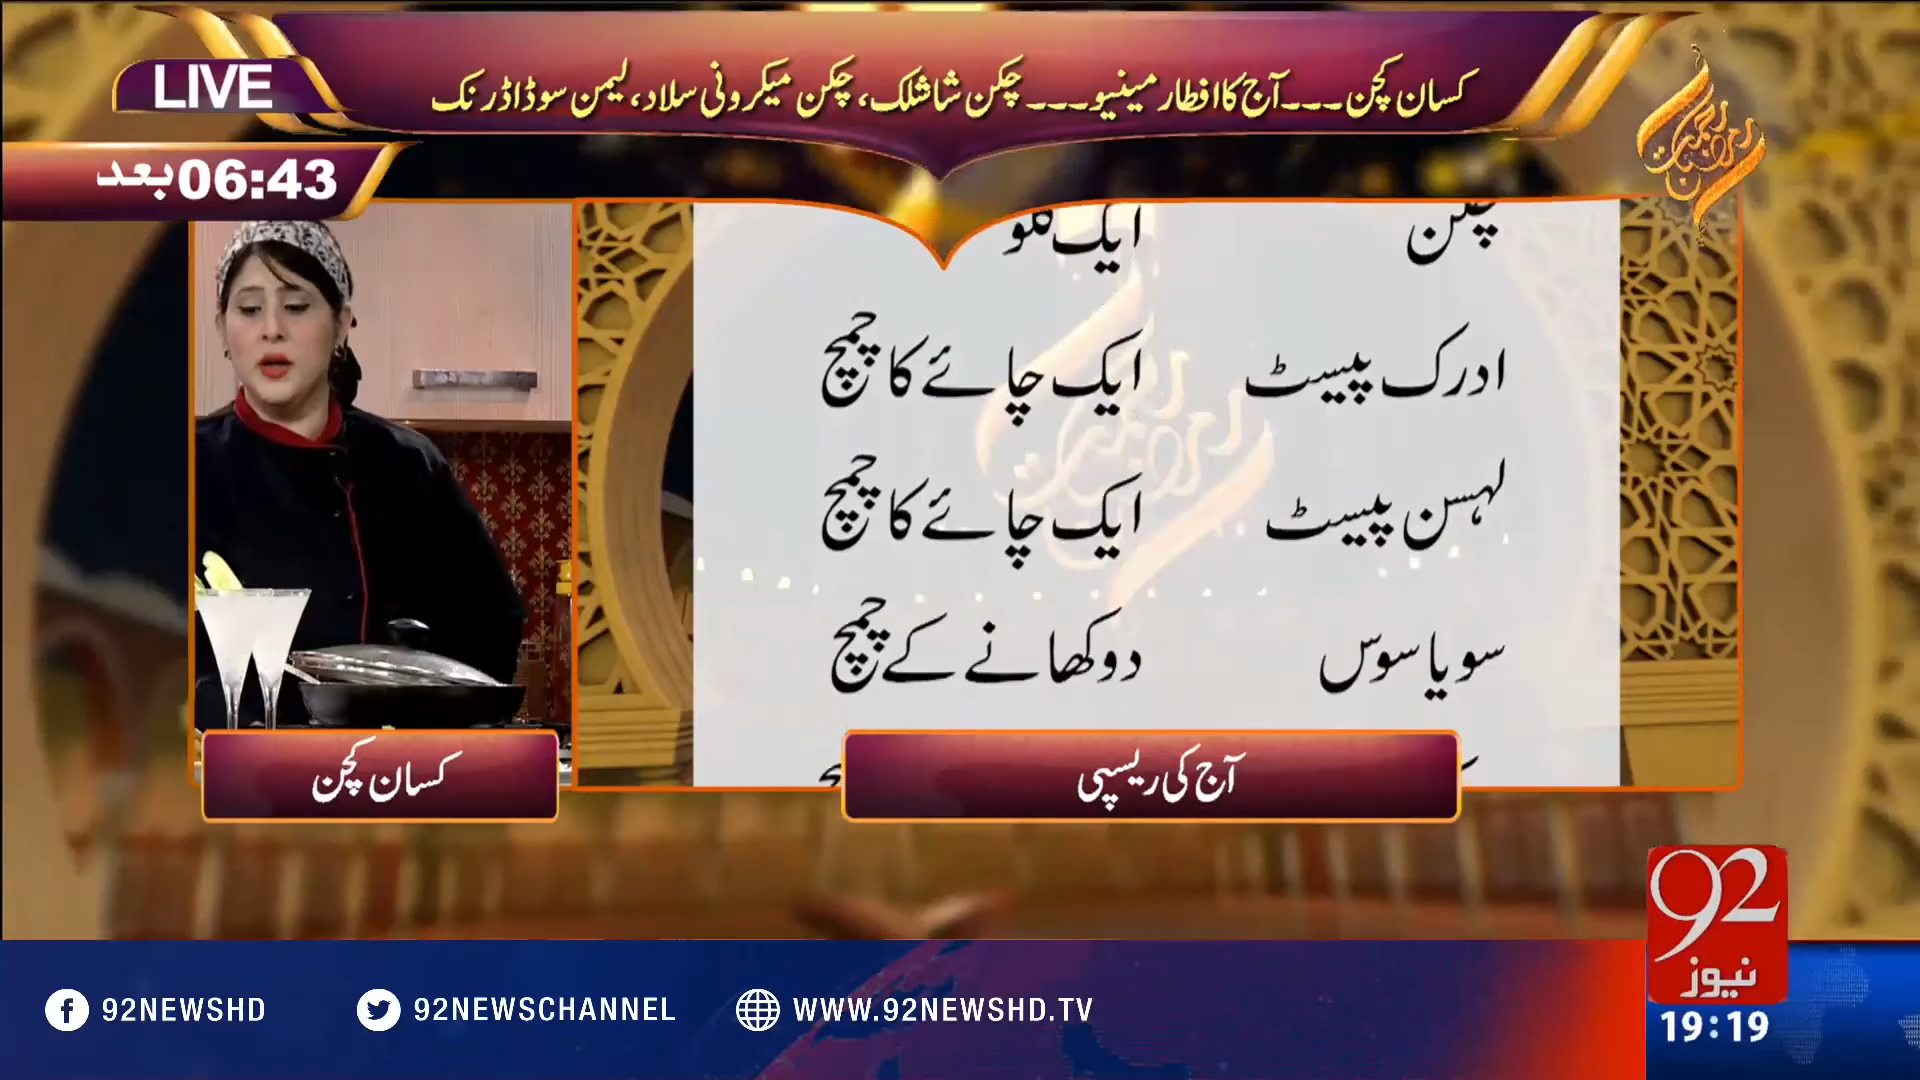 LIVE
کسان کچن ۔۔۔ آج کا افطار مینیو ۔۔۔ چکن شاشلک، چکن میکرونی سلاد، لیمن سوڈا ڈرنک
06:43 بعد
چکن ایک کلو
ادرک پیسٹ ایک چائے کا چمچ
لہسن پیسٹ ایک چائے کا چمچ
سویا سوس دو کھانے کے چمچ
کسان کچن
آج کی ریسپی
92
نیوز
92NEWSHD
92NEWSCHANNEL
WWW.92NEWSHD.TV
19:19